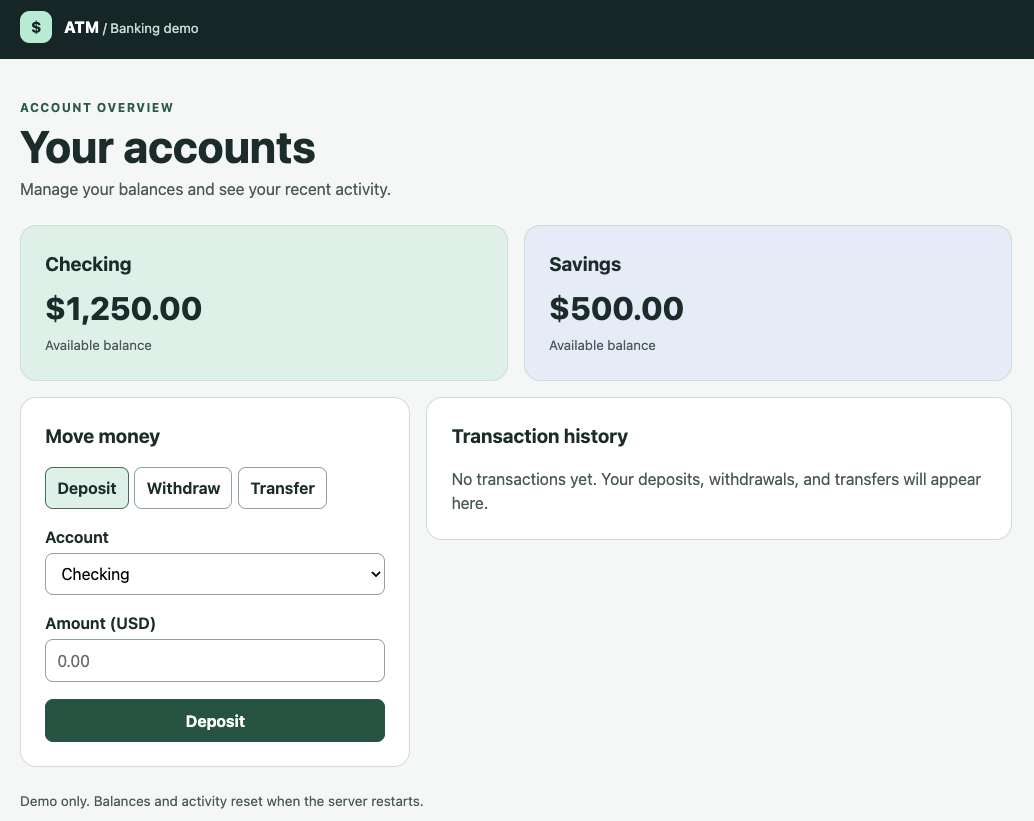 $ ATM / Banking demo
ACCOUNT OVERVIEW
Your accounts
Manage your balances and see your recent activity.
Checking
$1,250.00
Available balance
Savings
$500.00
Available balance
Move money
Deposit Withdraw Transfer
Account
Checking
Amount (USD)
0.00
Deposit
Transaction history
No transactions yet. Your deposits, withdrawals, and transfers will appear
here.
Demo only. Balances and activity reset when the server restarts.